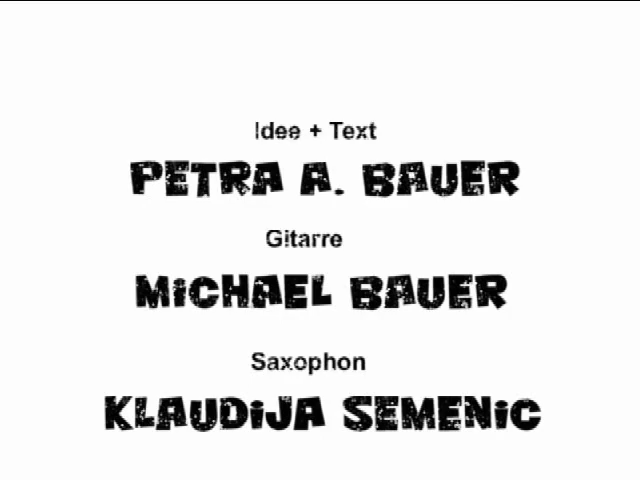 Idee + Text
PETRA A. BAUER
Gitarre
MiCHAEL BAUER
Saxophon
KLAUDiJA SEMENiC